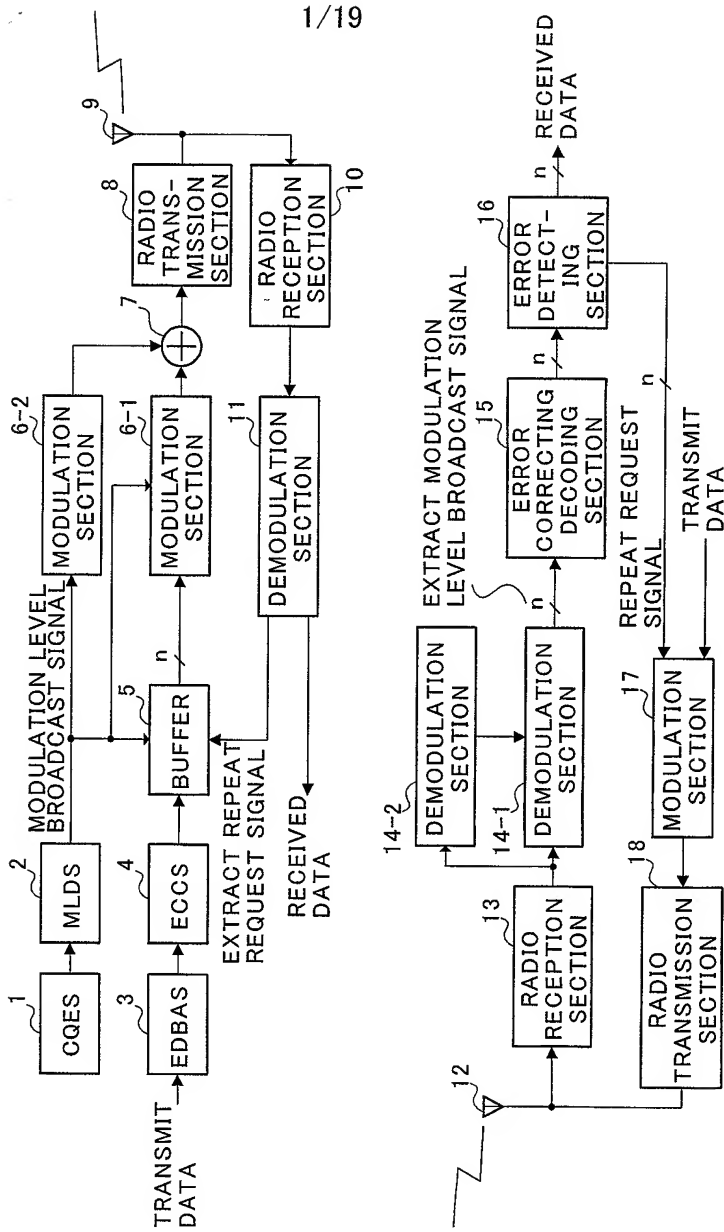 1/19
1
CQES
2
MLDS
MODULATION LEVEL
BROADCAST SIGNAL
TRANSMIT
DATA
3
EDBAS
4
ECCS
5
BUFFER
n
6-2
MODULATION
SECTION
6-1
MODULATION
SECTION
7
8
RADIO
TRANS-
MISSION
SECTION
9
10
RADIO
RECEPTION
SECTION
11
DEMODULATION
SECTION
EXTRACT REPEAT
REQUEST SIGNAL
RECEIVED
DATA
12
13
RADIO
RECEPTION
SECTION
14-2
DEMODULATION
SECTION
14-1
DEMODULATION
SECTION
EXTRACT MODULATION
LEVEL BROADCAST SIGNAL
n
15
ERROR
CORRECTING
DECODING
SECTION
n
16
ERROR
DETECT-
ING
SECTION
n
RECEIVED
DATA
n
REPEAT REQUEST
SIGNAL
TRANSMIT
DATA
17
MODULATION
SECTION
18
RADIO
TRANSMISSION
SECTION